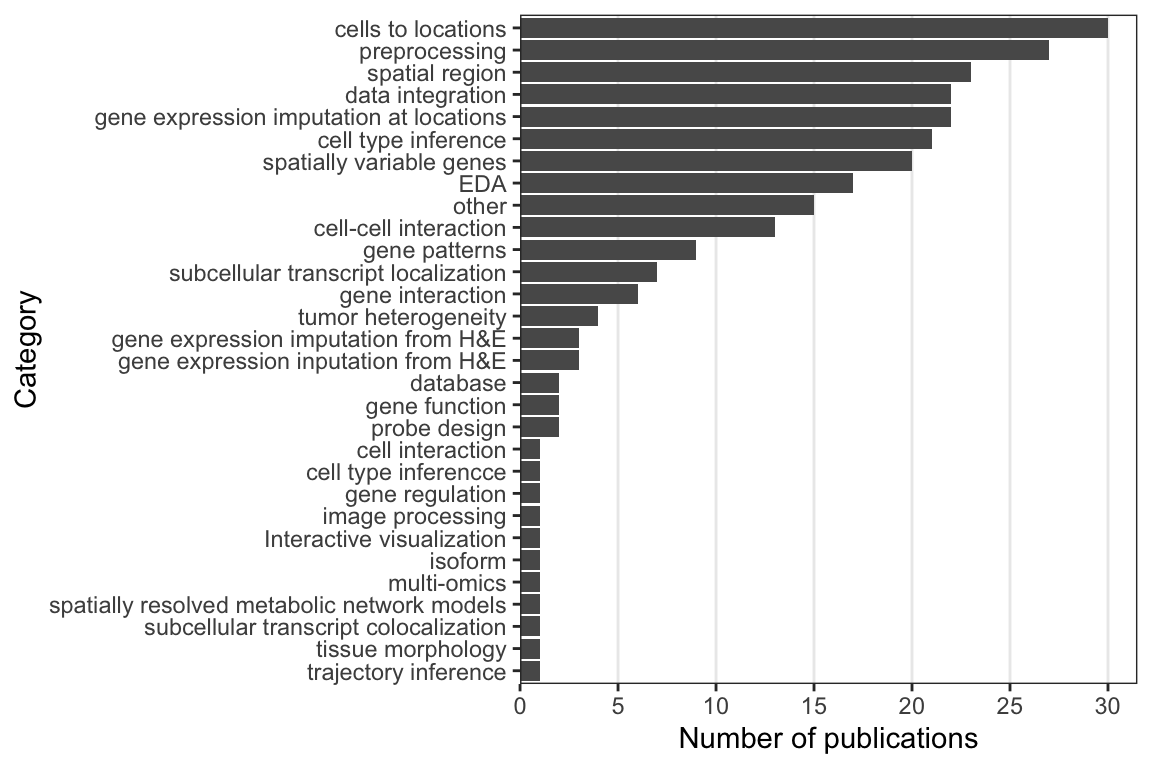 cells to locations
preprocessing
spatial region
data integration
gene expression imputation at locations
cell type inference
spatially variable genes
EDA
other
cell-cell interaction
gene patterns
subcellular transcript localization
gene interaction
tumor heterogeneity
gene expression imputation from H&E
gene expression inputation from H&E
database
gene function
probe design
cell interaction
cell type inferencce
gene regulation
image processing
Interactive visualization
isoform
multi-omics
spatially resolved metabolic network models
subcellular transcript colocalization
tissue morphology
trajectory inference
Category
0 5 10 15 20 25 30
Number of publications